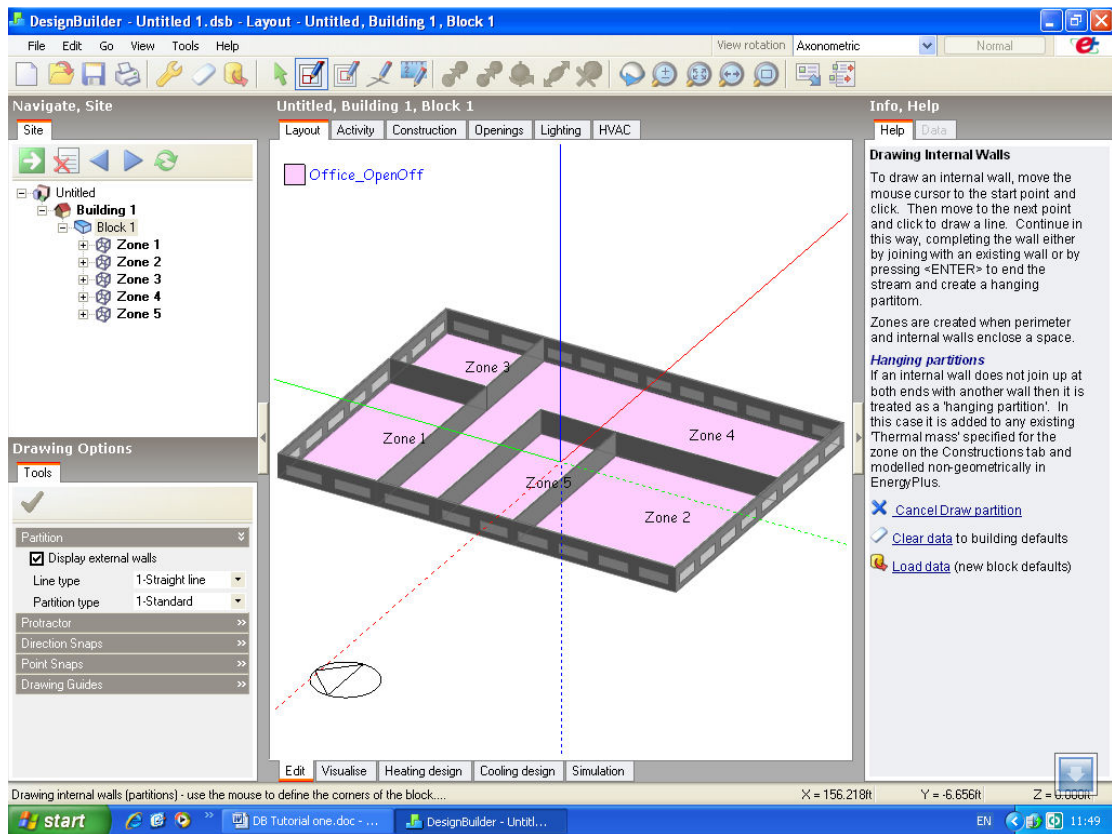 DesignBuilder - Untitled 1.dsb - Layout - Untitled, Building 1, Block 1
File Edit Go View Tools Help
View rotation Axonometric Normal
Navigate, Site
Site
Untitled
Building 1
Block 1
Zone 1
Zone 2
Zone 3
Zone 4
Zone 5
Drawing Options
Tools
Partition
Display external walls
Line type 1-Straight line
Partition type 1-Standard
Protractor
Direction Snaps
Point Snaps
Drawing Guides
Untitled, Building 1, Block 1
Layout Activity Construction Openings Lighting HVAC
Office_OpenOff
Zone 3
Zone 1
Zone 4
Zone 5
Zone 2
Edit Visualise Heating design Cooling design Simulation
Info, Help
Help Data
Drawing Internal Walls
To draw an internal wall, move the
mouse cursor to the start point and
click. Then move to the next point
and click to draw a line. Continue in
this way, completing the wall either
by joining with an existing wall or by
pressing <ENTER> to end the
stream and create a hanging
partitom.
Zones are created when perimeter
and internal walls enclose a space.
Hanging partitions
If an internal wall does not join up at
both ends with another wall then it is
treated as a 'hanging partition'. In
this case it is added to any existing
'Thermal mass' specified for the
zone on the Constructions tab and
modelled non-geometrically in
EnergyPlus.
Cancel Draw partition
Clear data to building defaults
Load data (new block defaults)
Drawing internal walls (partitions) - use the mouse to define the corners of the block....
X = 156.218ft Y = -6.656ft Z = 0.000ft
start DB Tutorial one.doc - ... DesignBuilder - Untitl... EN 11:49